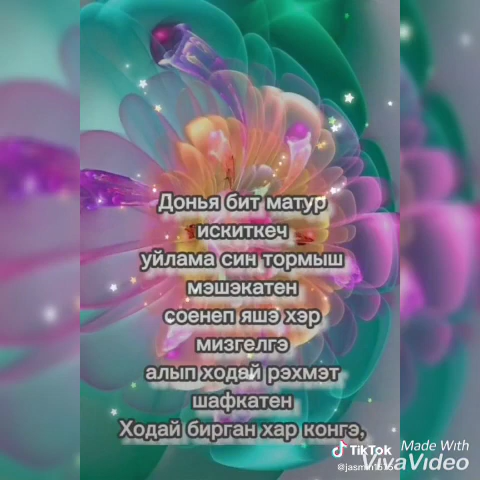 Донья бит матур
искиткеч
уйлама син тормыш
мэшэкатен
соенеп яшэ хэр
мизгелгэ
алып ходай рэхмэт
шафкатен
Ходай бирган хар конгэ,
TikTok
Made With
VivaVideo